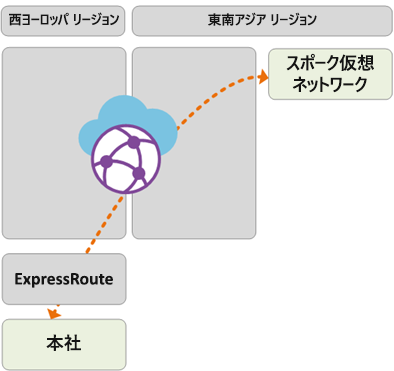 西ヨーロッパ リージョン
東南アジア リージョン
スポーク仮想
ネットワーク
ExpressRoute
本社